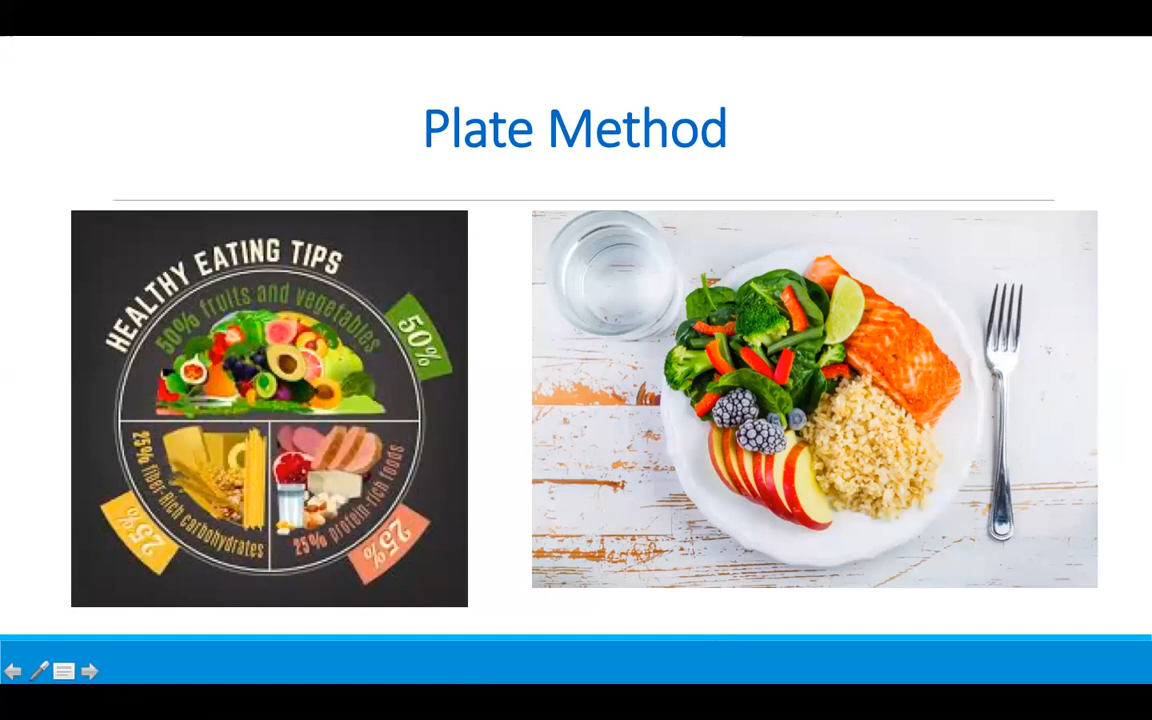 Plate Method
HEALTHY EATING TIPS
50% fruits and vegetables
50%
25% fiber-Rich carbohydrates
25%
25% protein-rich foods
25%